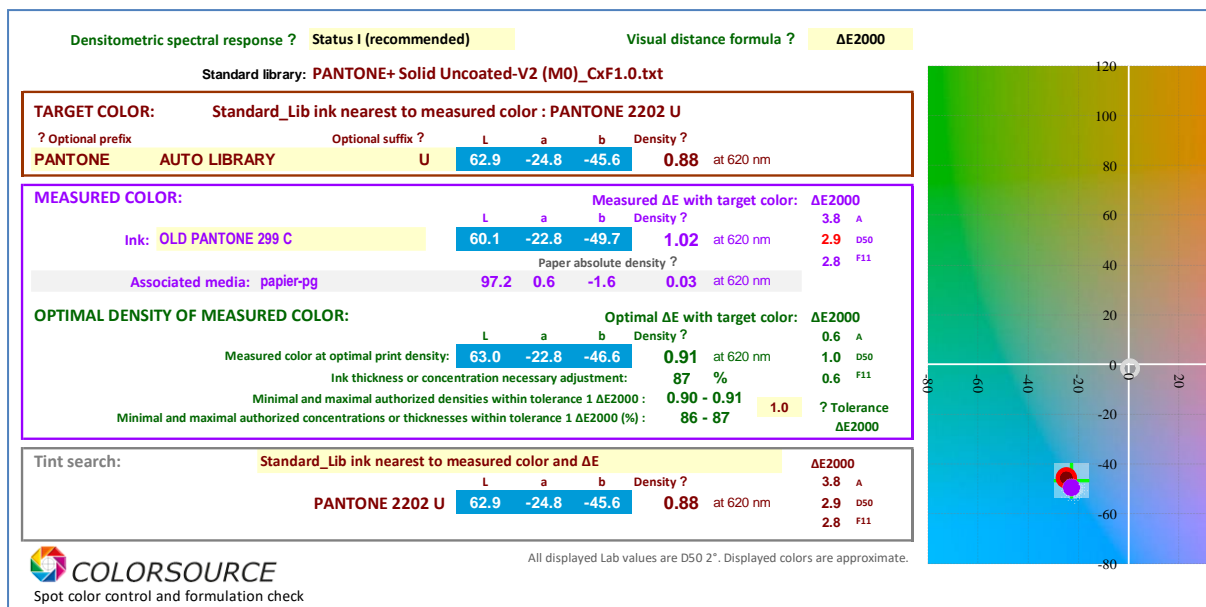 Densitometric spectral response ? Status I (recommended) Visual distance formula ? ΔE2000
Standard library: PANTONE+ Solid Uncoated-V2 (M0)_CxF1.0.txt
TARGET COLOR: Standard_Lib ink nearest to measured color : PANTONE 2202 U
? Optional prefix Optional suffix ? L a b Density ?
PANTONE AUTO LIBRARY U 62.9 -24.8 -45.6 0.88 at 620 nm
MEASURED COLOR: Measured ΔE with target color: ΔE2000
L a b Density ? 3.8 A
Ink: OLD PANTONE 299 C 60.1 -22.8 -49.7 1.02 at 620 nm 2.9 D50
Paper absolute density ? 2.8 F11
Associated media: papier-pg 97.2 0.6 -1.6 0.03 at 620 nm
OPTIMAL DENSITY OF MEASURED COLOR: Optimal ΔE with target color: ΔE2000
L a b Density ? 0.6 A
Measured color at optimal print density: 63.0 -22.8 -46.6 0.91 at 620 nm 1.0 D50
Ink thickness or concentration necessary adjustment: 87 % 0.6 F11
Minimal and maximal authorized densities within tolerance 1 ΔE2000 : 0.90 - 0.91 1.0 ? Tolerance
Minimal and maximal authorized concentrations or thicknesses within tolerance 1 ΔE2000 (%) : 86 - 87 ΔE2000
Tint search: Standard_Lib ink nearest to measured color and ΔE ΔE2000
L a b Density ? 3.8 A
PANTONE 2202 U 62.9 -24.8 -45.6 0.88 at 620 nm 2.9 D50
2.8 F11
All displayed Lab values are D50 2°. Displayed colors are approximate.
COLORSOURCE
Spot color control and formulation check
120
100
80
60
40
20
0
-80 -60 -40 -20 0 20
-20
-40
-60
-80